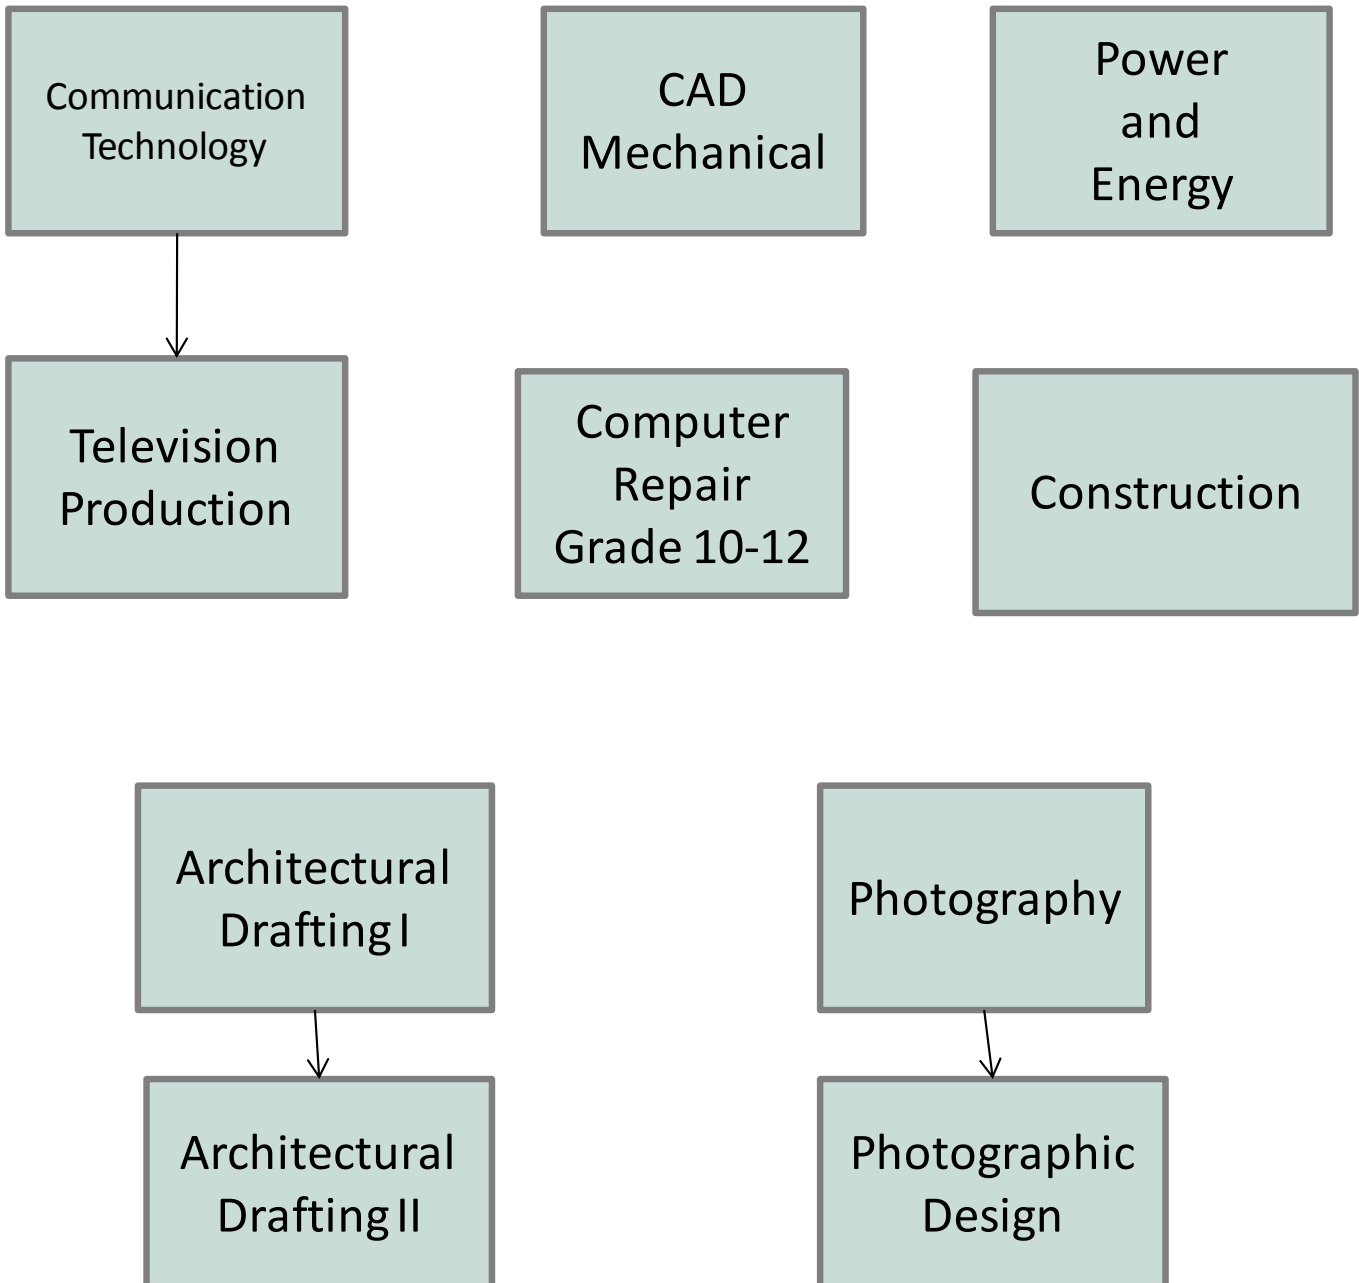 Communication
Technology
CAD
Mechanical
Power
and
Energy
Television
Production
Computer
Repair
Grade 10-12
Construction
Architectural
Drafting I
Photography
Architectural
Drafting II
Photographic
Design